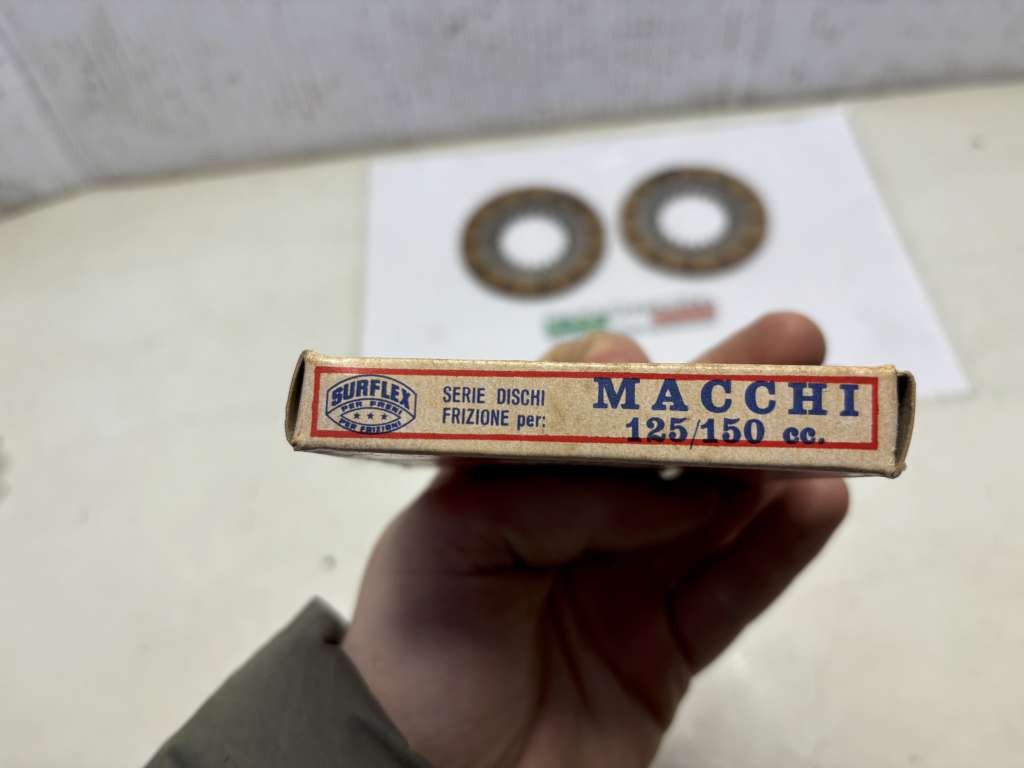 SURFLEX
PER FRENI
PER FRIZIONI
SERIE DISCHI
FRIZIONE per:
MACCHI
125/150 cc.